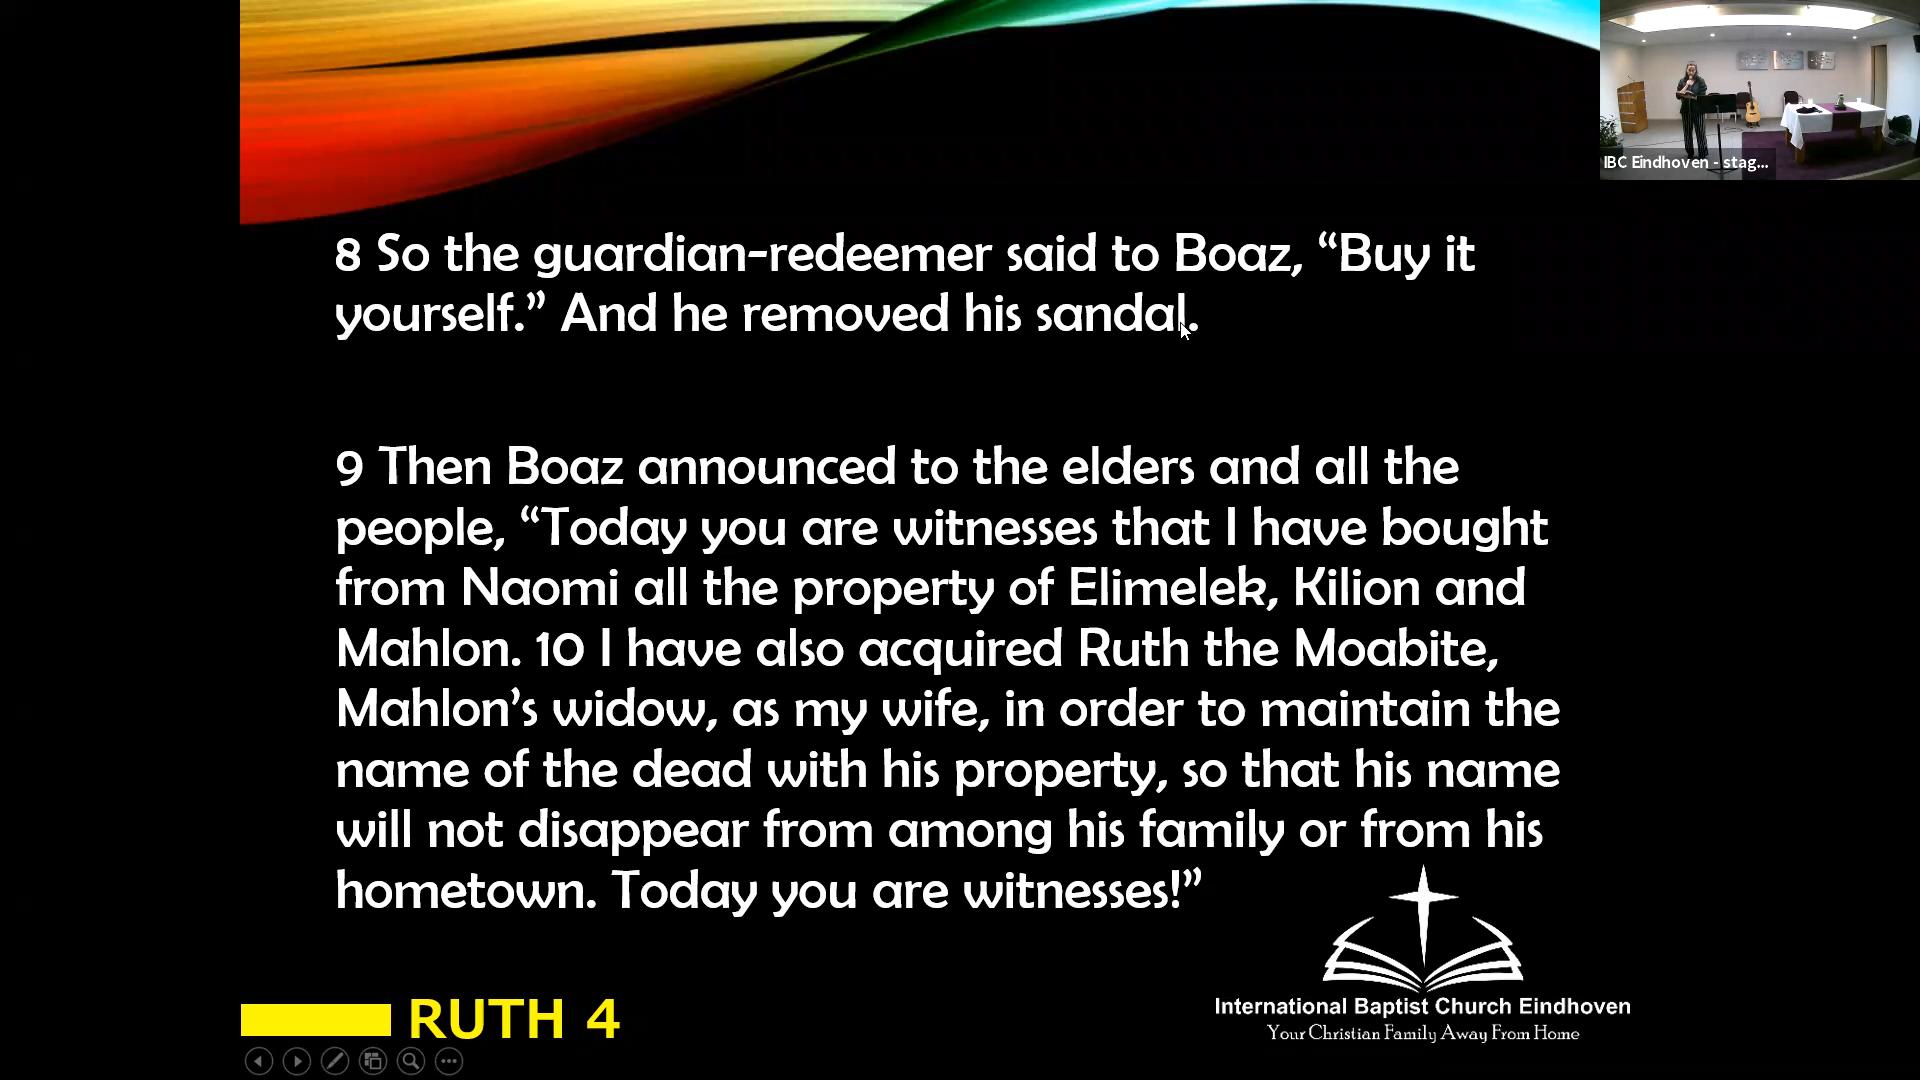 IBC Eindhoven - stag...
8 So the guardian-redeemer said to Boaz, “Buy it
yourself.” And he removed his sandal.
9 Then Boaz announced to the elders and all the
people, “Today you are witnesses that I have bought
from Naomi all the property of Elimelek, Kilion and
Mahlon. 10 I have also acquired Ruth the Moabite,
Mahlon’s widow, as my wife, in order to maintain the
name of the dead with his property, so that his name
will not disappear from among his family or from his
hometown. Today you are witnesses!”
RUTH 4
International Baptist Church Eindhoven
Your Christian Family Away From Home